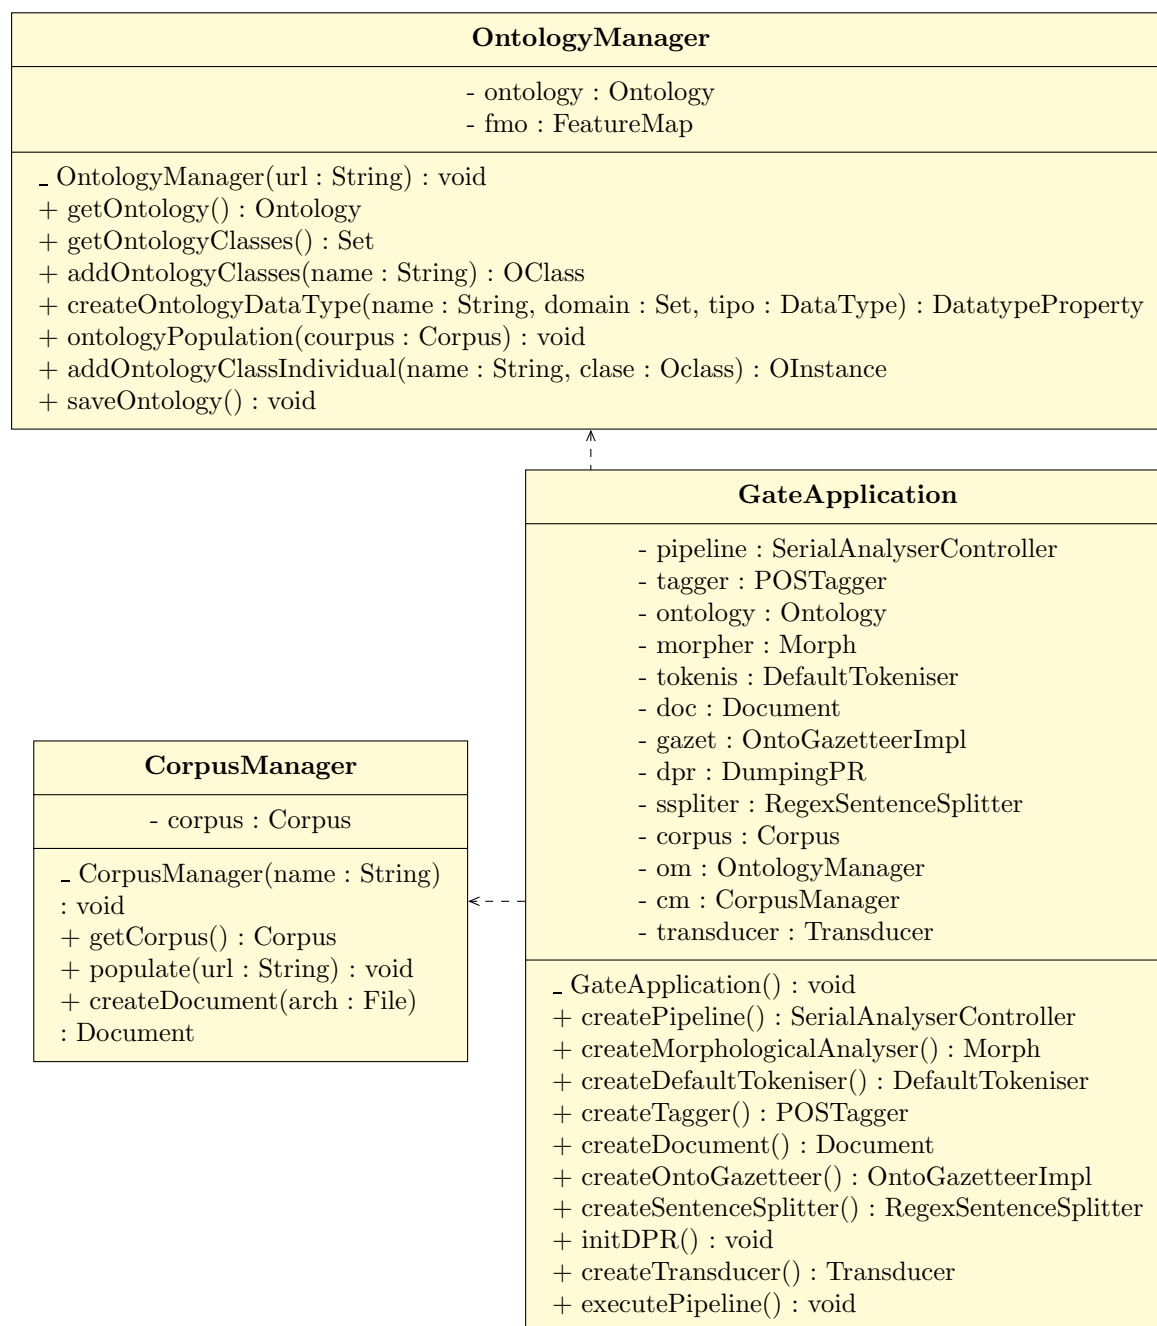 OntologyManager
- ontology : Ontology
- fmo : FeatureMap
_ OntologyManager(url : String) : void
+ getOntology() : Ontology
+ getOntologyClasses() : Set
+ addOntologyClasses(name : String) : OClass
+ createOntologyDataType(name : String, domain : Set, tipo : DataType) : DatatypeProperty
+ ontologyPopulation(courpus : Corpus) : void
+ addOntologyClassIndividual(name : String, clase : Oclass) : OInstance
+ saveOntology() : void
GateApplication
- pipeline : SerialAnalyserController
- tagger : POSTagger
- ontology : Ontology
- morpher : Morph
- tokenis : DefaultTokeniser
- doc : Document
- gazet : OntoGazetteerImpl
- dpr : DumpingPR
- sspliter : RegexSentenceSplitter
- corpus : Corpus
- om : OntologyManager
- cm : CorpusManager
- transducer : Transducer
_ GateApplication() : void
+ createPipeline() : SerialAnalyserController
+ createMorphologicalAnalyser() : Morph
+ createDefaultTokeniser() : DefaultTokeniser
+ createTagger() : POSTagger
+ createDocument() : Document
+ createOntoGazetteer() : OntoGazetteerImpl
+ createSentenceSplitter() : RegexSentenceSplitter
+ initDPR() : void
+ createTransducer() : Transducer
+ executePipeline() : void
CorpusManager
- corpus : Corpus
_ CorpusManager(name : String)
: void
+ getCorpus() : Corpus
+ populate(url : String) : void
+ createDocument(arch : File)
: Document